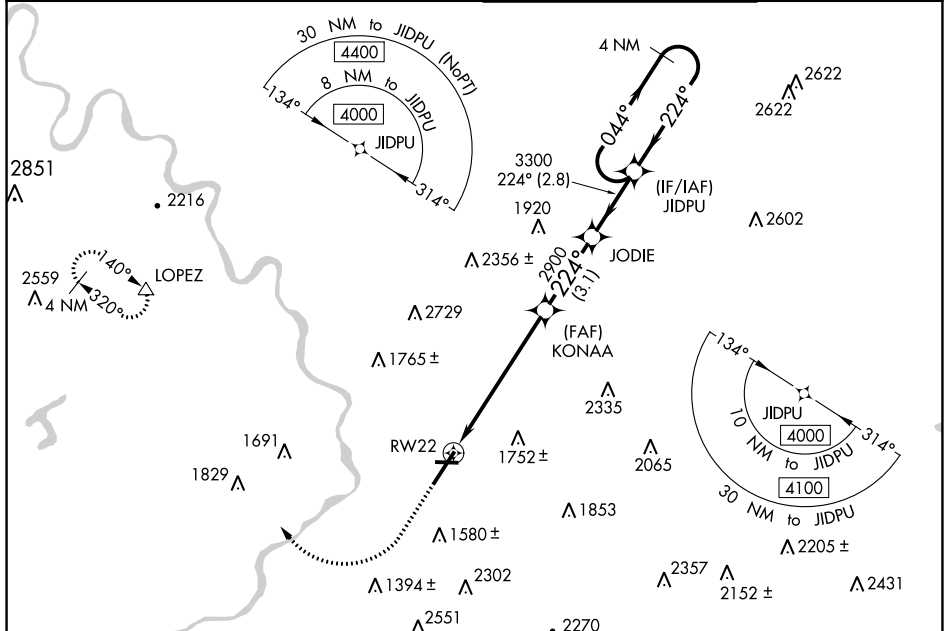 30 NM to JIDPU (NoPT)
4400
8 NM to JIDPU
4000
134°
JIDPU
314°
4 NM
044°
224°
2622
2622
3300
224° (2.8)
(IF/IAF)
JIDPU
2851
2216
1920
2602
JODIE
2356 ±
2900
224°
(3.1)
140°
LOPEZ
2559
4 NM
320°
2729
(FAF)
KONAA
1765 ±
134°
JIDPU
4000
314°
10 NM to JIDPU
4100
30 NM to JIDPU
2335
RW22
1691
1752 ±
2065
1829
1853
1580 ±
2205 ±
1394 ±
2302
2357
2152 ±
2431
2551
2270